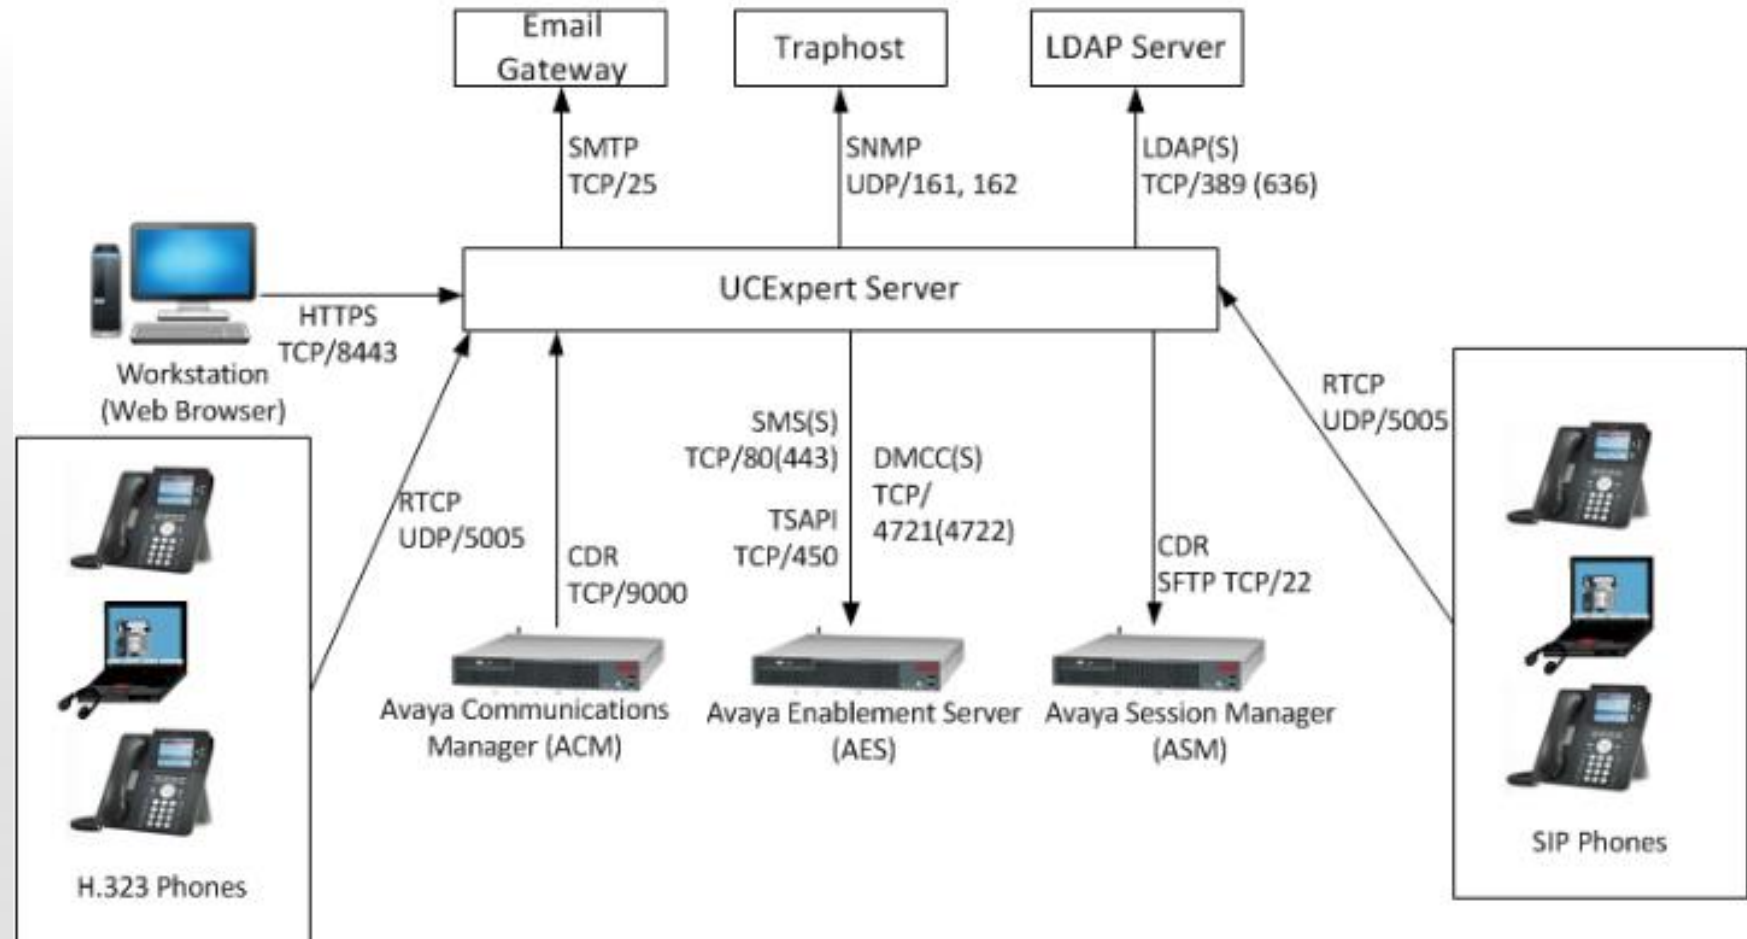 Email
Gateway
Traphost
LDAP Server
SMTP
TCP/25
SNMP
UDP/161, 162
LDAP(S)
TCP/389 (636)
UCExpert Server
HTTPS
TCP/8443
Workstation
(Web Browser)
RTCP
UDP/5005
CDR
TCP/9000
SMS(S)
TCP/80(443)
TSAPI
TCP/450
DMCC(S)
TCP/
4721(4722)
CDR
SFTP TCP/22
RTCP
UDP/5005
Avaya Communications
Manager (ACM)
Avaya Enablement Server
(AES)
Avaya Session Manager
(ASM)
H.323 Phones
SIP Phones